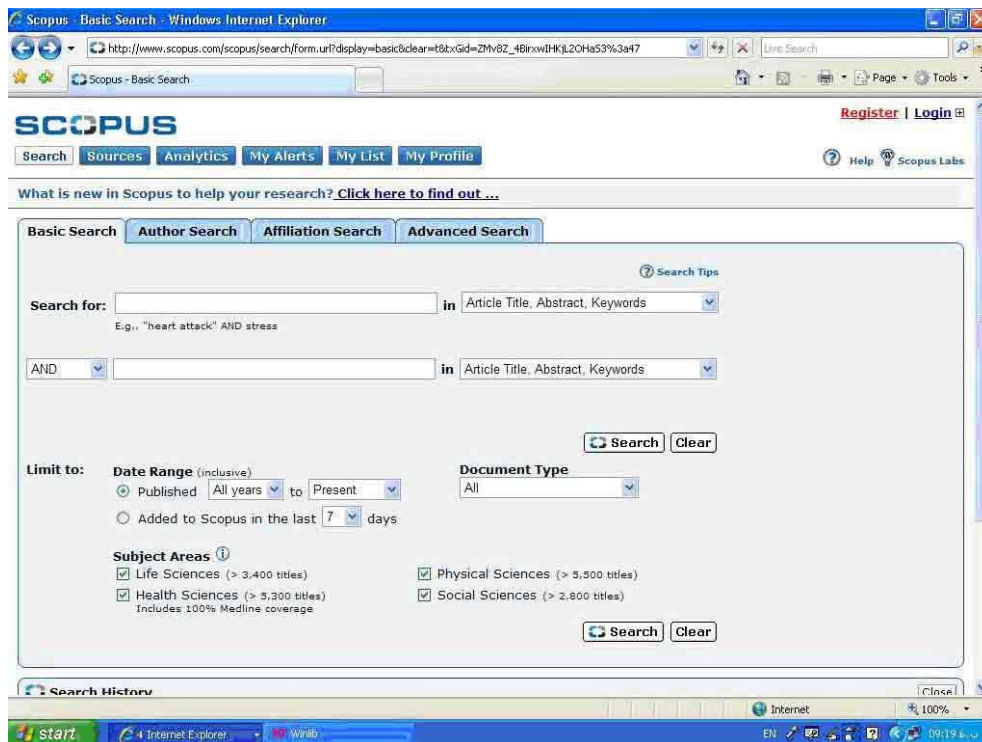 Scopus - Basic Search - Windows Internet Explorer
http://www.scopus.com/scopus/search/form.url?display=basic&clear=t&txGid=ZMv8Z_4BirxwIHKjL2OHa53%3a47
Live Search
Scopus - Basic Search
Page Tools
SCOPUS
Register | Login
Search Sources Analytics My Alerts My List My Profile
Help Scopus Labs
What is new in Scopus to help your research? Click here to find out ...
Basic Search Author Search Affiliation Search Advanced Search
Search Tips
Search for: in Article Title, Abstract, Keywords
E.g., "heart attack" AND stress
AND in Article Title, Abstract, Keywords
Search Clear
Limit to: Date Range (inclusive) Document Type
Published All years to Present All
Added to Scopus in the last 7 days
Subject Areas
Life Sciences (> 3,400 titles) Physical Sciences (> 5,500 titles)
Health Sciences (> 5,300 titles) Social Sciences (> 2,800 titles)
Includes 100% Medline coverage
Search Clear
Search History Close
Internet 100%
start 4 Internet Explorer Winlib EN 09:19